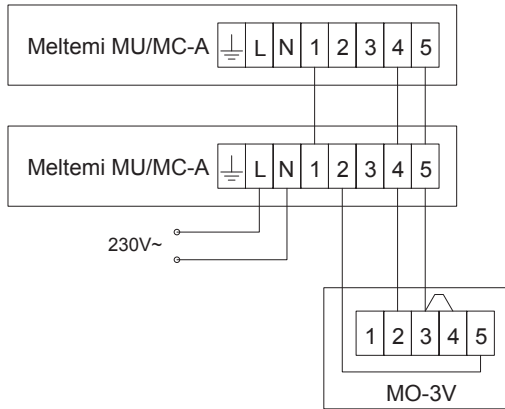 Meltemi MU/MC-A L N 1 2 3 4 5
Meltemi MU/MC-A L N 1 2 3 4 5
230V~
1 2 3 4 5
MO-3V